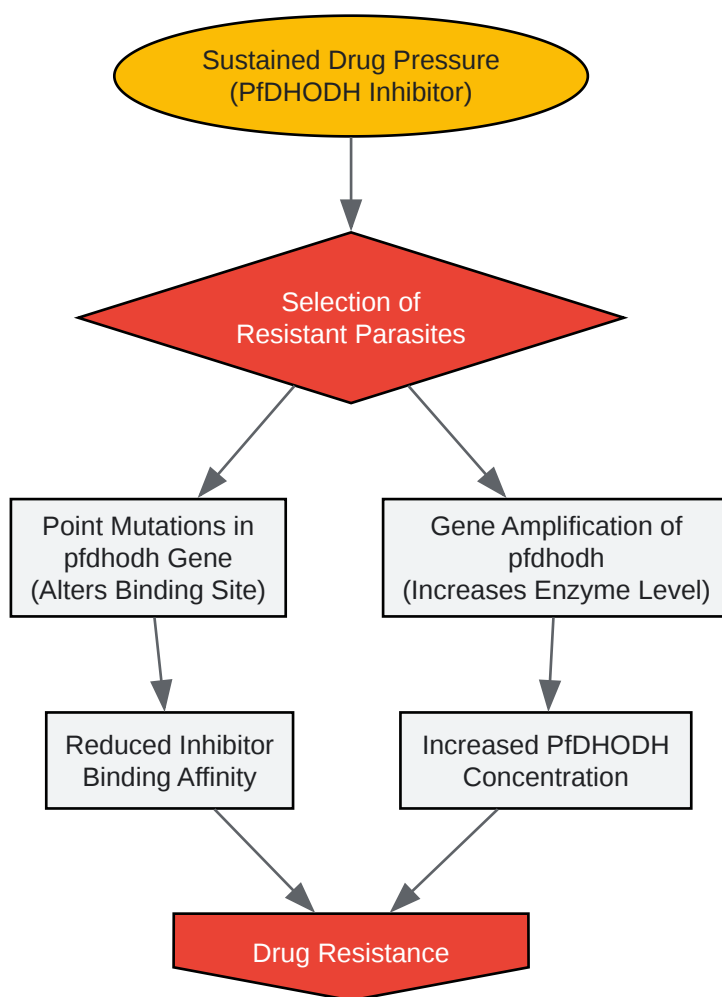 Sustained Drug Pressure
(PfDHODH Inhibitor)
Selection of
Resistant Parasites
Point Mutations in
pfdhodh Gene
(Alters Binding Site)
Gene Amplification of
pfdhodh
(Increases Enzyme Level)
Reduced Inhibitor
Binding Affinity
Increased PfDHODH
Concentration
Drug Resistance